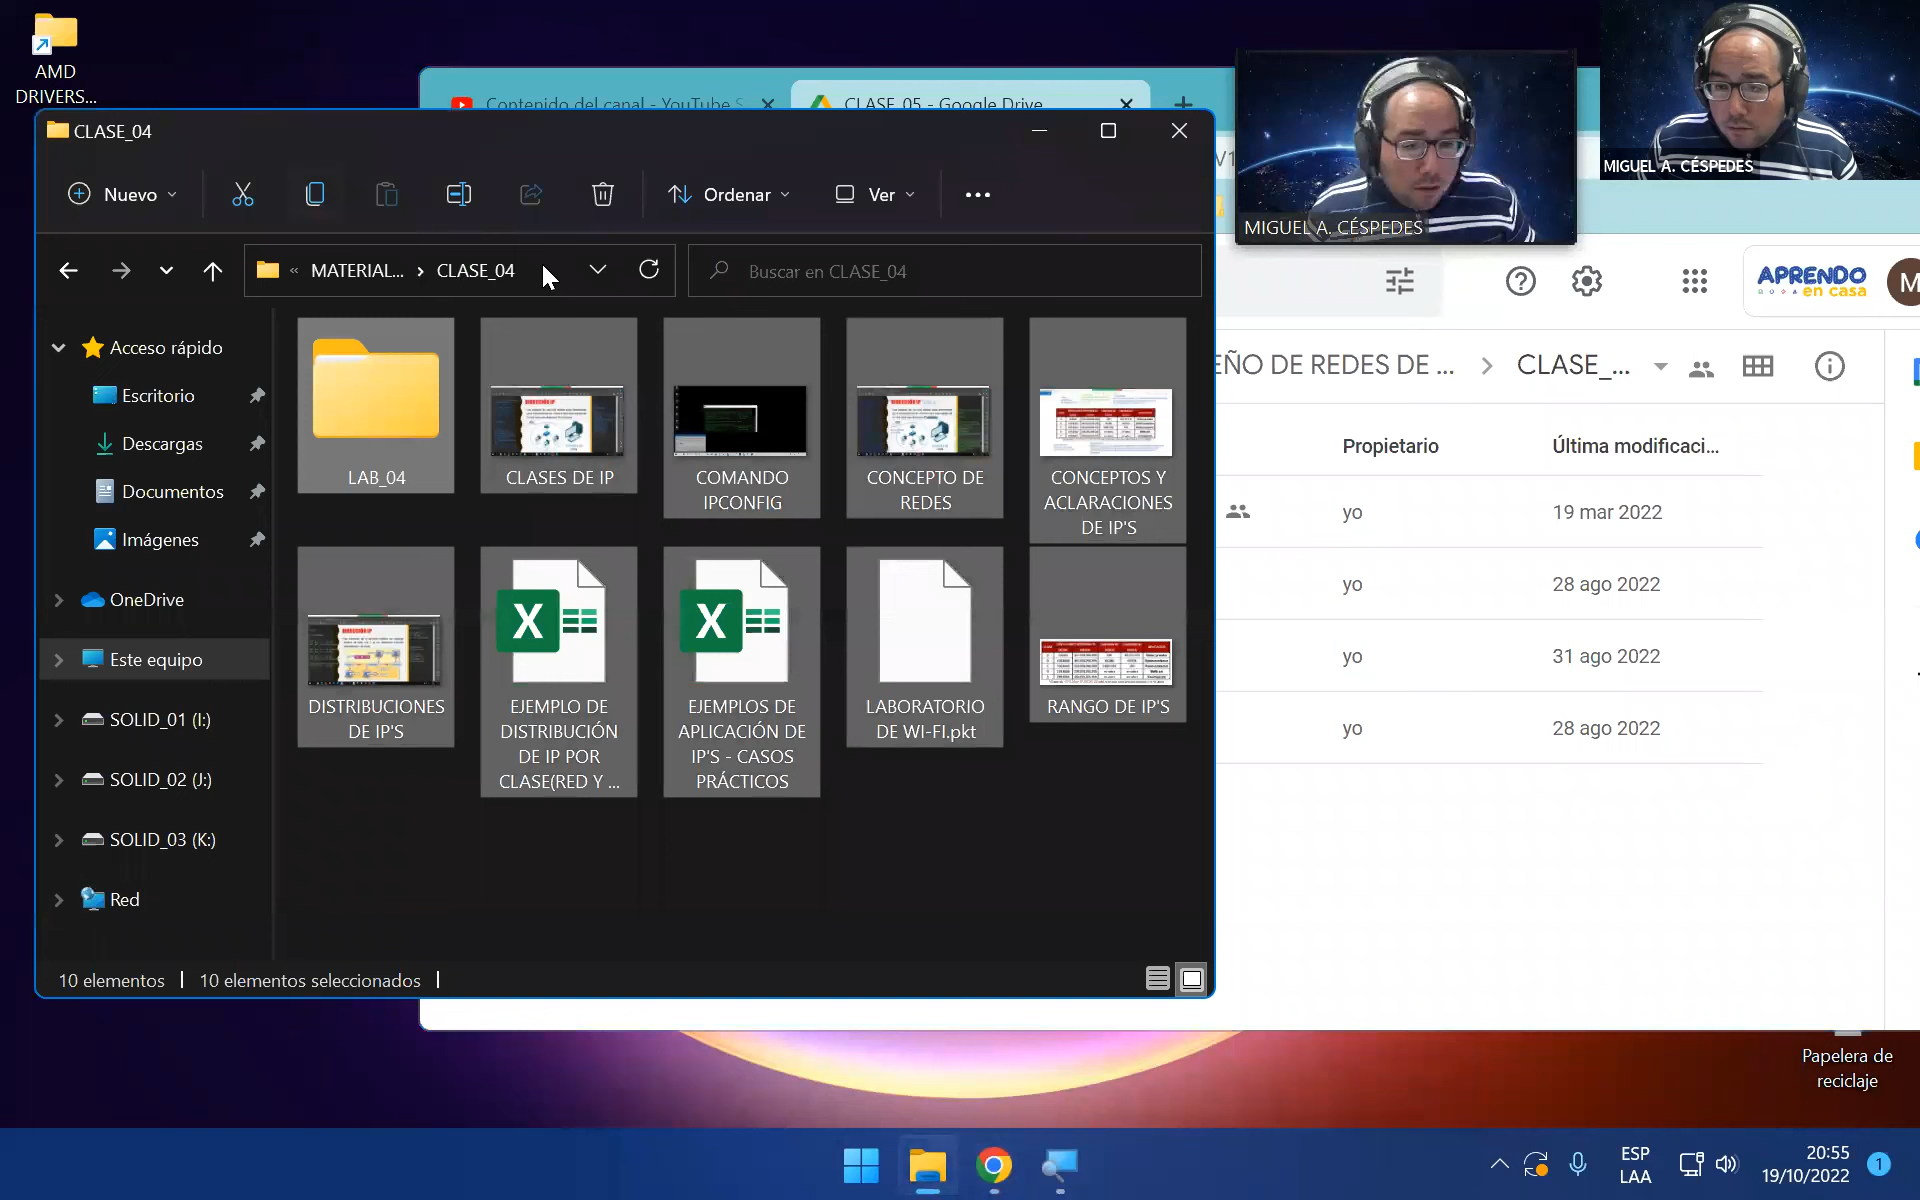 AMD
DRIVERS...
Contenido del canal - YouTube S
CLASE_05 - Google Drive
CLASE_04
Nuevo
Ordenar
Ver
MATERIAL...
CLASE_04
Buscar en CLASE_04
Acceso rápido
Escritorio
Descargas
Documentos
Imágenes
OneDrive
Este equipo
SOLID_01 (I:)
SOLID_02 (J:)
SOLID_03 (K:)
Red
LAB_04
CLASES DE IP
COMANDO
IPCONFIG
CONCEPTO DE
REDES
CONCEPTOS Y
ACLARACIONES
DE IP'S
DISTRIBUCIONES
DE IP'S
EJEMPLO DE
DISTRIBUCIÓN
DE IP POR
CLASE(RED Y ...
EJEMPLOS DE
APLICACIÓN DE
IP'S - CASOS
PRÁCTICOS
LABORATORIO
DE WI-FI.pkt
RANGO DE IP'S
10 elementos
10 elementos seleccionados
MIGUEL A. CÉSPEDES
MIGUEL A. CÉSPEDES
APRENDO
en casa
M
EÑO DE REDES DE ...
CLASE_...
Propietario
Última modificaci...
yo
19 mar 2022
yo
28 ago 2022
yo
31 ago 2022
yo
28 ago 2022
Papelera de
reciclaje
ESP
LAA
20:55
19/10/2022
1